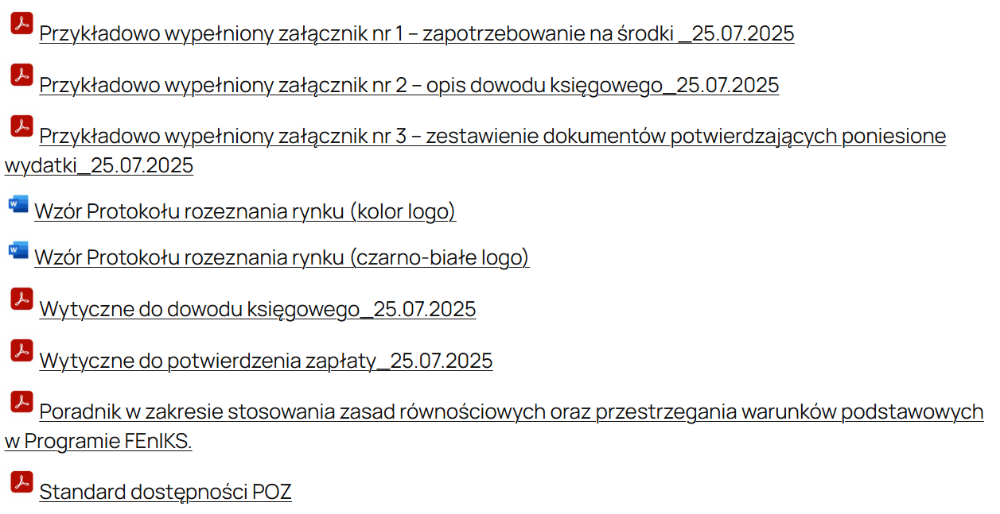 Przykładowo wypełniony załącznik nr 1 – zapotrzebowanie na środki _25.07.2025
Przykładowo wypełniony załącznik nr 2 – opis dowodu księgowego_25.07.2025
Przykładowo wypełniony załącznik nr 3 – zestawienie dokumentów potwierdzających poniesione
wydatki_25.07.2025
Wzór Protokołu rozeznania rynku (kolor logo)
Wzór Protokołu rozeznania rynku (czarno-białe logo)
Wytyczne do dowodu księgowego_25.07.2025
Wytyczne do potwierdzenia zapłaty_25.07.2025
Poradnik w zakresie stosowania zasad równościowych oraz przestrzegania warunków podstawowych
w Programie FEnIKS.
Standard dostępności POZ